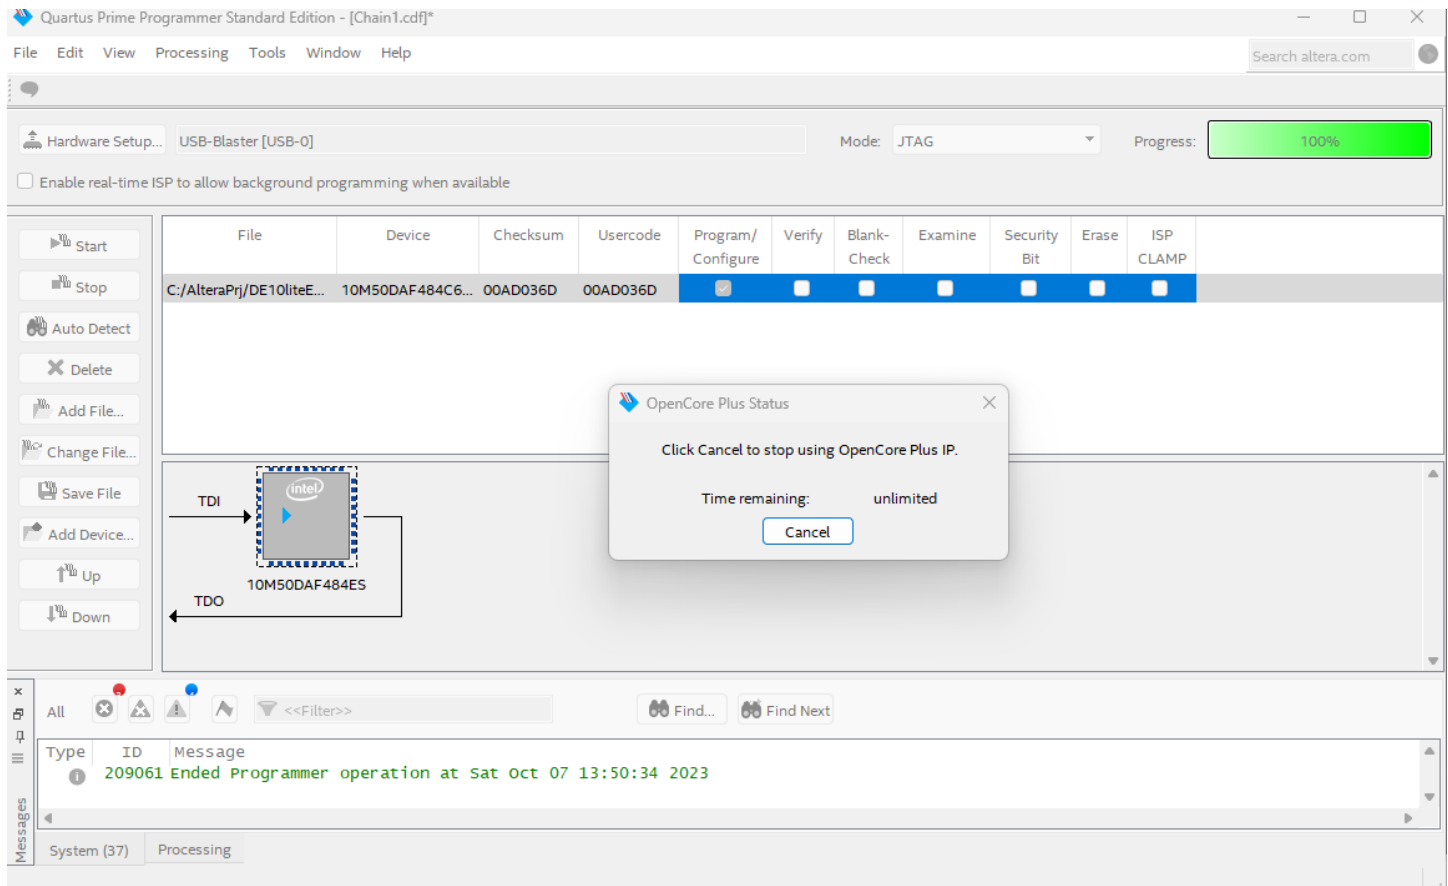 Quartus Prime Programmer Standard Edition - [Chain1.cdf]*
File Edit View Processing Tools Window Help
Search altera.com
Hardware Setup... USB-Blaster [USB-0] Mode: JTAG Progress: 100%
Enable real-time ISP to allow background programming when available
Start
Stop
Auto Detect
Delete
Add File...
Change File...
Save File
Add Device...
Up
Down
File Device Checksum Usercode Program/ Verify Blank- Examine Security Erase ISP
Configure Check Bit CLAMP
C:/AlteraPrj/DE10liteE... 10M50DAF484C6... 00AD036D 00AD036D
OpenCore Plus Status
Click Cancel to stop using OpenCore Plus IP.
Time remaining: unlimited
Cancel
TDI
intel
10M50DAF484ES
TDO
All <<Filter>> Find... Find Next
Type ID Message
209061 Ended Programmer operation at Sat Oct 07 13:50:34 2023
Messages
System (37) Processing